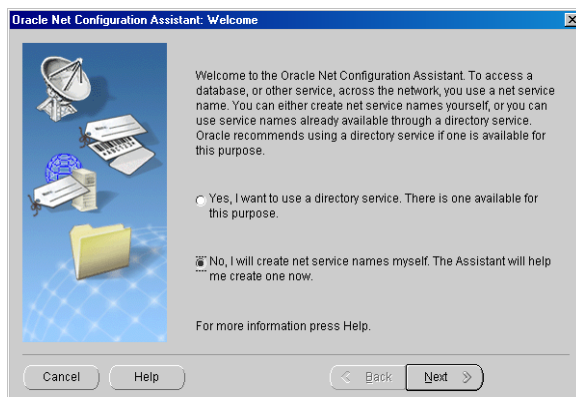 Oracle Net Configuration Assistant: Welcome
Welcome to the Oracle Net Configuration Assistant. To access a
database, or other service, across the network, you use a net service
name. You can either create net service names yourself, or you can
use service names already available through a directory service.
Oracle recommends using a directory service if one is available for
this purpose.
Yes, I want to use a directory service. There is one available for
this purpose.
No, I will create net service names myself. The Assistant will help
me create one now.
For more information press Help.
Cancel Help Back Next